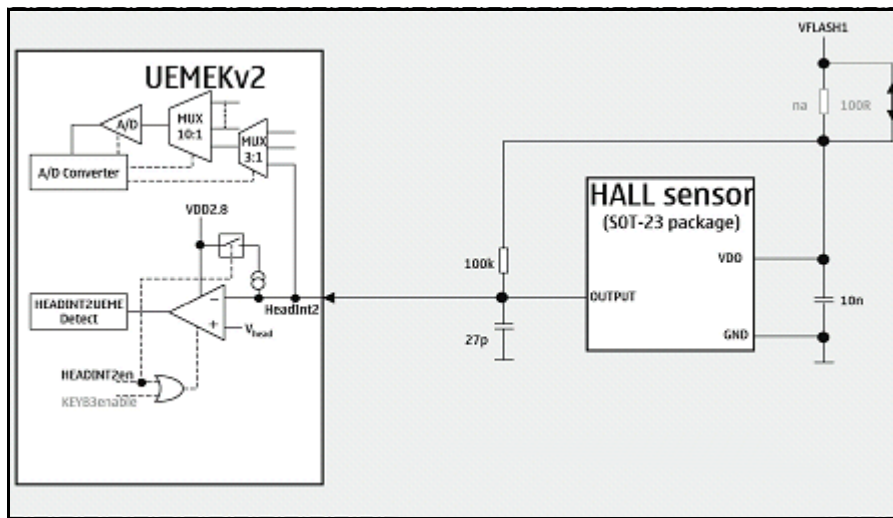 VFLASH1
UEMEKv2
na
100R
A/D
MUX
10:1
MUX
3:1
A/D Converter
VDD2.8
HALL sensor
(SOT-23 package)
VDO
100k
HEADINT2UEME
Detect
HeadInt2
OUTPUT
10n
Vhead
27p
GND
HEADINT2en
KEYB3enable